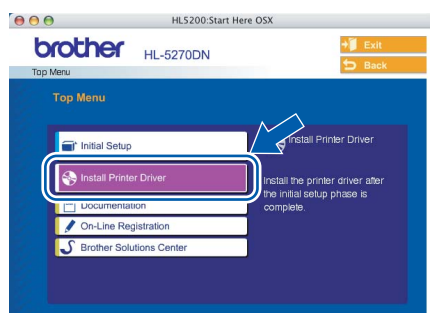 HL5200:Start Here OSX
brother HL-5270DN
Exit
Back
Top Menu
Top Menu
Initial Setup
Install Printer Driver
Documentation
On-Line Registration
Brother Solutions Center
Install Printer Driver
Install the printer driver after
the initial setup phase is
complete.